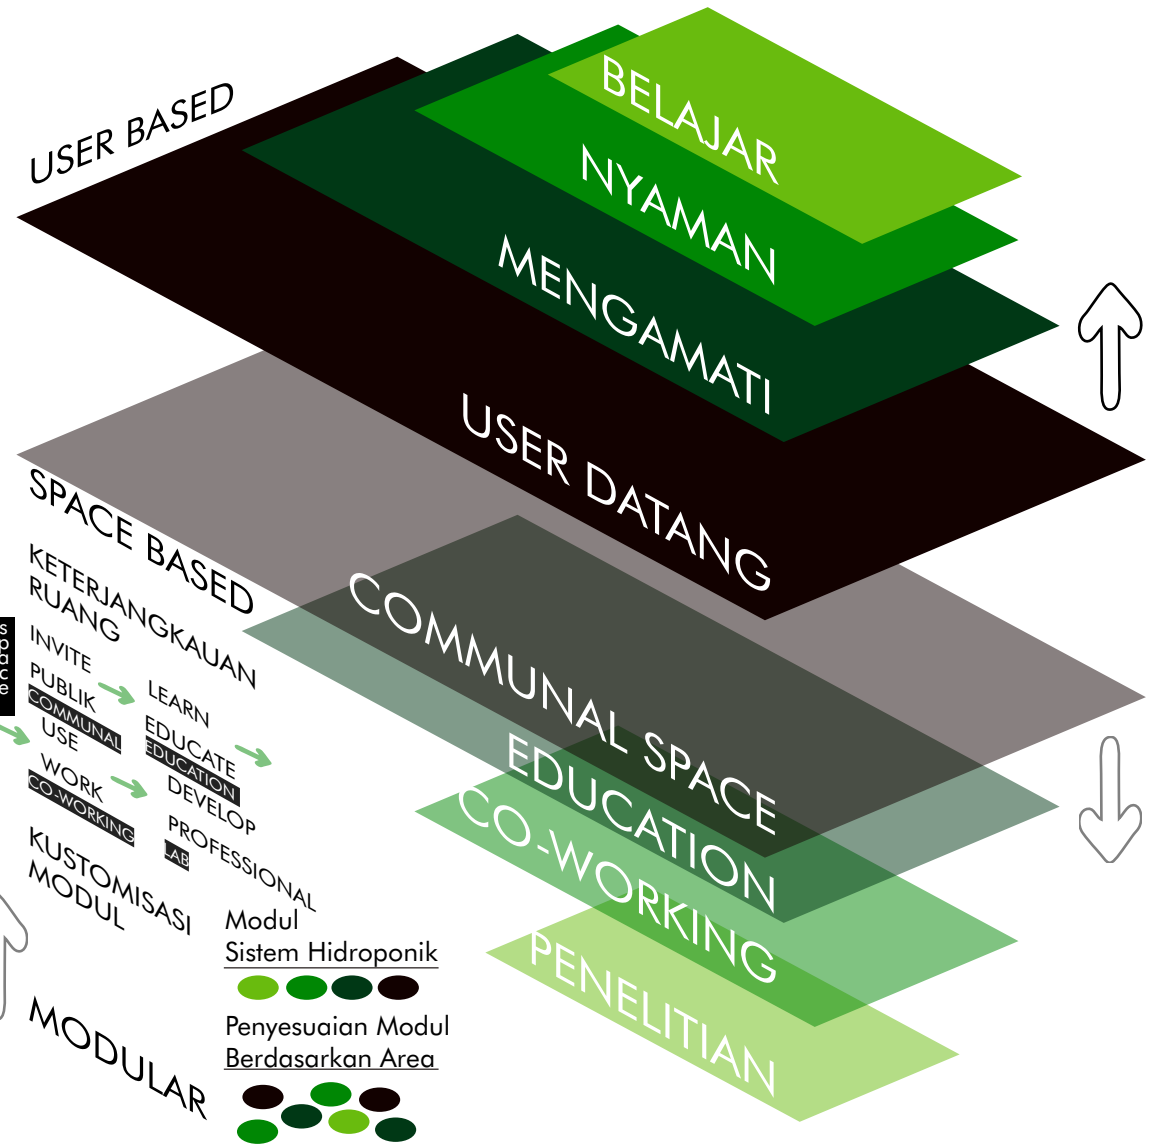 USER BASED
BELAJAR
NYAMAN
MENGAMATI
USER DATANG
SPACE BASED
COMMUNAL SPACE
EDUCATION
CO-WORKING
PENELITIAN
KETERJANGKAUAN
RUANG
space
INVITE
PUBLIK
COMMUNAL
USE
WORK
CO-WORKING
LEARN
EDUCATE
EDUCATION
DEVELOP
PROFESSIONAL
LAB
KUSTOMISASI
MODUL
Modul
Sistem Hidroponik
Penyesuaian Modul
Berdasarkan Area
MODULAR